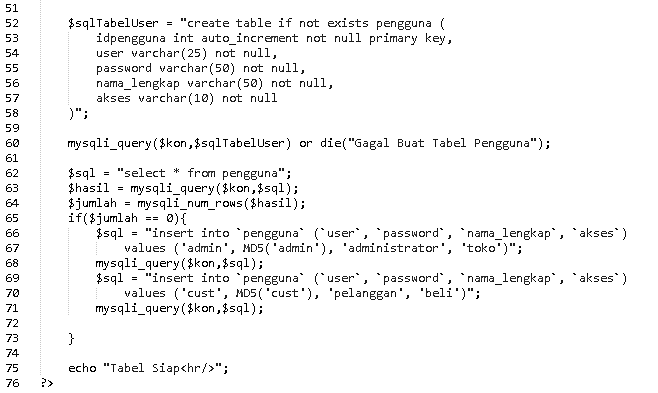 51
52 $sqlTabelUser = "create table if not exists pengguna (
53 idpengguna int auto_increment not null primary key,
54 user varchar(25) not null,
55 password varchar(50) not null,
56 nama_lengkap varchar(50) not null,
57 akses varchar(10) not null
58 )";
59
60 mysqli_query($kon,$sqlTabelUser) or die("Gagal Buat Tabel Pengguna");
61
62 $sql = "select * from pengguna";
63 $hasil = mysqli_query($kon,$sql);
64 $jumlah = mysqli_num_rows($hasil);
65 if($jumlah == 0){
66 $sql = "insert into `pengguna` (`user`, `password`, `nama_lengkap`, `akses`)
67 values ('admin', MD5('admin'), 'administrator', 'toko')";
68 mysqli_query($kon,$sql);
69 $sql = "insert into `pengguna` (`user`, `password`, `nama_lengkap`, `akses`)
70 values ('cust', MD5('cust'), 'pelanggan', 'beli')";
71 mysqli_query($kon,$sql);
72
73 }
74
75 echo "Tabel Siap<hr/>";
76 ?>